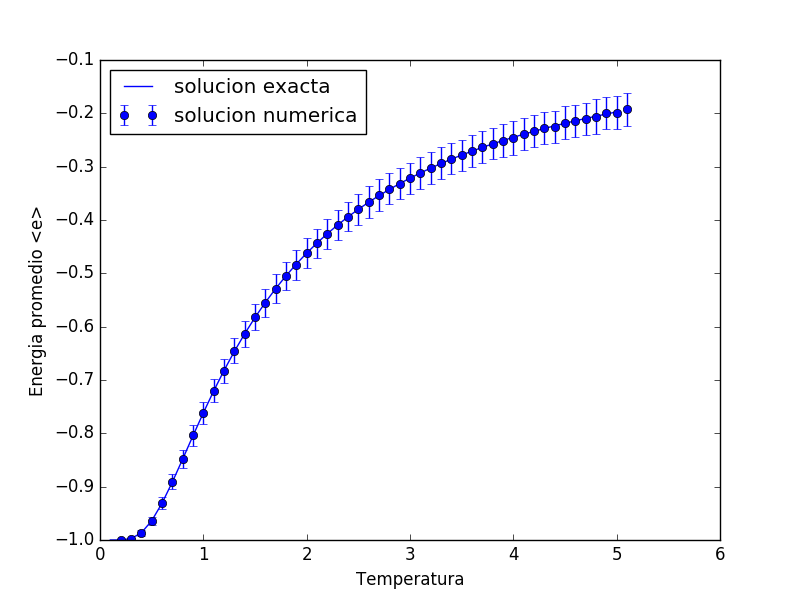 −0.1
solucion exacta
solucion numerica
−0.2
−0.3
−0.4
−0.5
−0.6
−0.7
−0.8
−0.9
−1.0
Energia promedio <e>
0 1 2 3 4 5 6
Temperatura